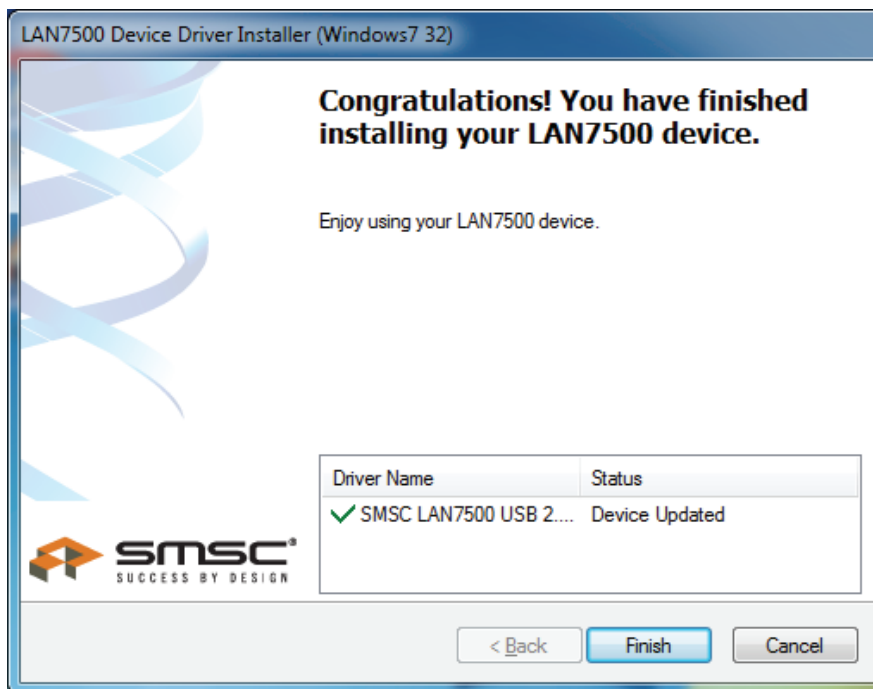 LAN7500 Device Driver Installer (Windows7 32)
Congratulations! You have finished
installing your LAN7500 device.
Enjoy using your LAN7500 device.
Driver Name Status
SMSC LAN7500 USB 2.... Device Updated
smsc®
SUCCESS BY DESIGN
< Back Finish Cancel